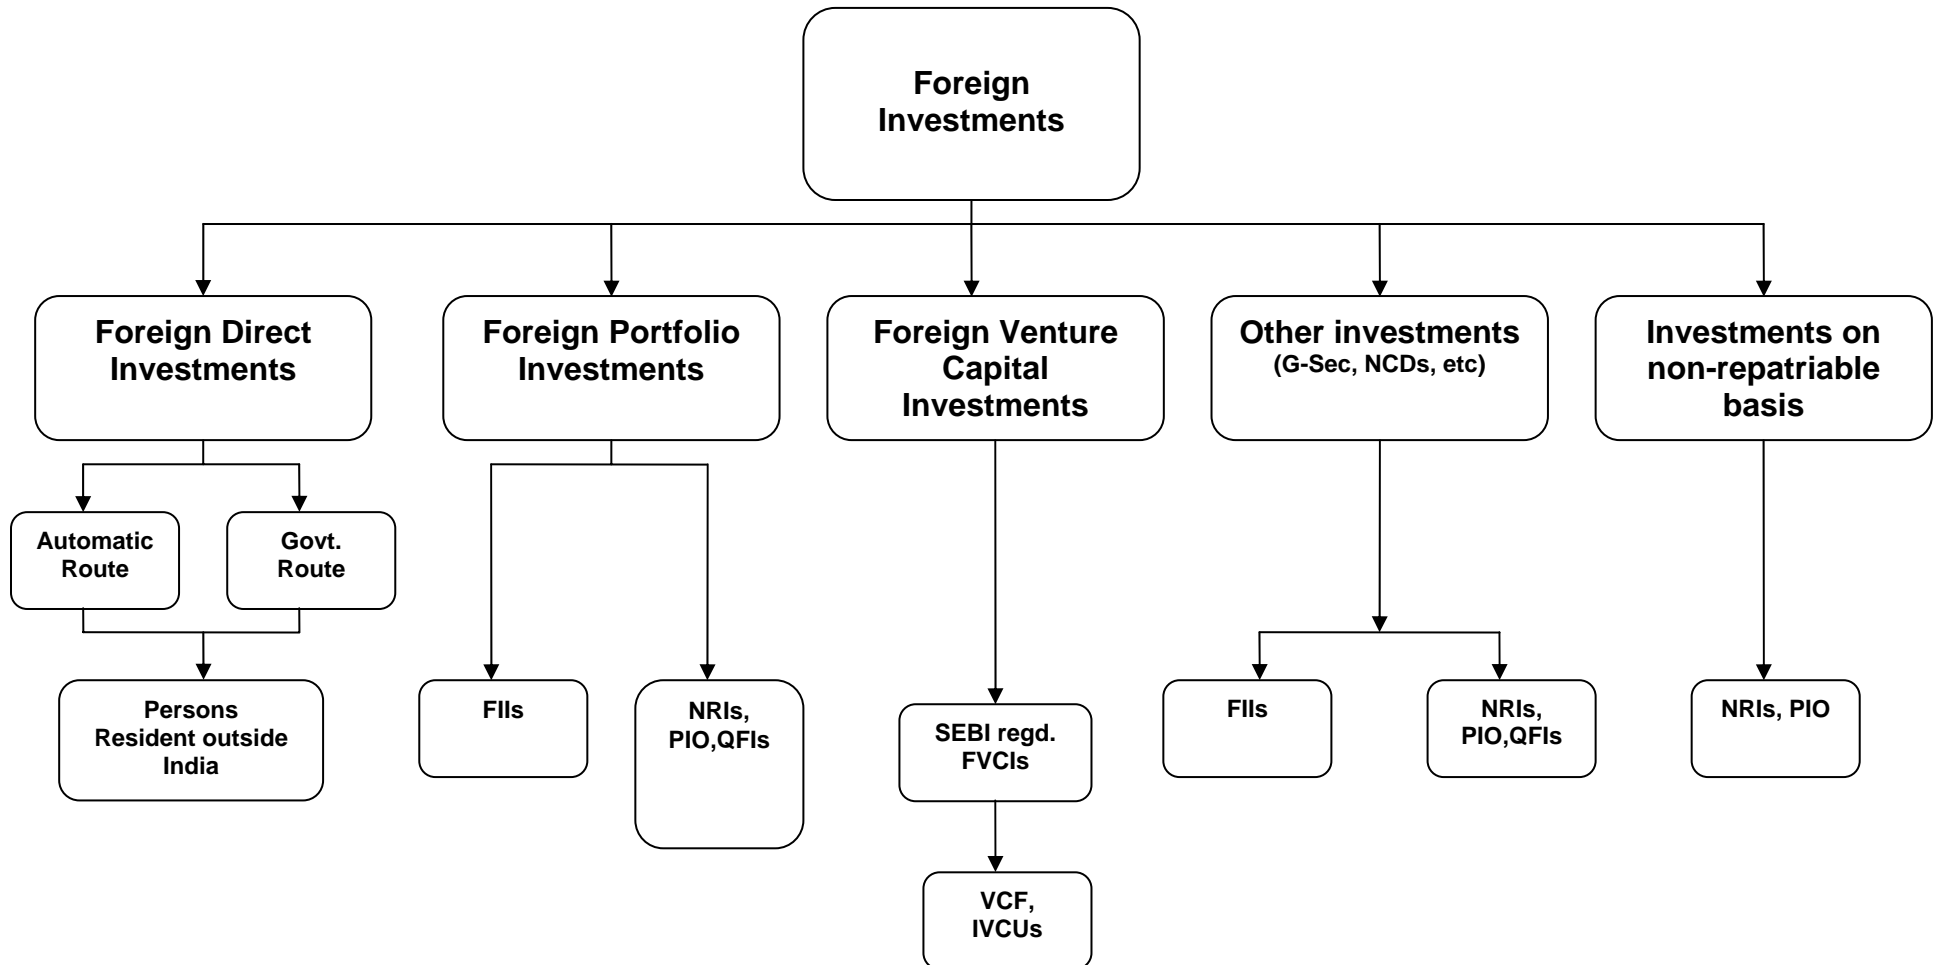 Foreign
Investments
Foreign Direct
Investments
Foreign Portfolio
Investments
Foreign Venture
Capital
Investments
Other investments
(G-Sec, NCDs, etc)
Investments on
non-repatriable
basis
Automatic
Route
Govt.
Route
Persons
Resident outside
India
FIIs
NRIs,
PIO,QFIs
SEBI regd.
FVCIs
FIIs
NRIs,
PIO,QFIs
NRIs, PIO
VCF,
IVCUs